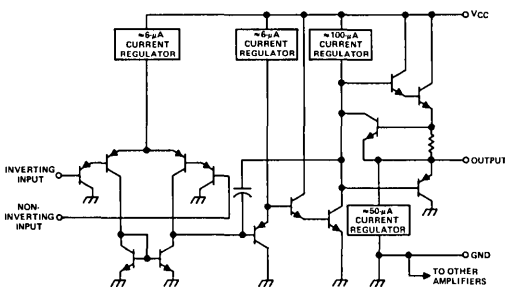 VCC
≈6-μA
CURRENT
REGULATOR
≈6-μA
CURRENT
REGULATOR
≈100-μA
CURRENT
REGULATOR
INVERTING
INPUT
NON-
INVERTING
INPUT
OUTPUT
≈50-μA
CURRENT
REGULATOR
GND
TO OTHER
AMPLIFIERS